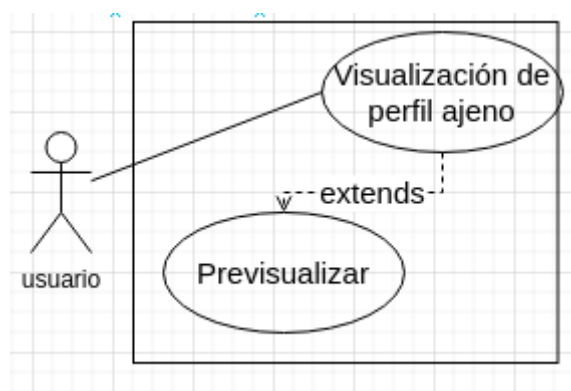 Visualización de
perfil ajeno
extends
Previsualizar
usuario